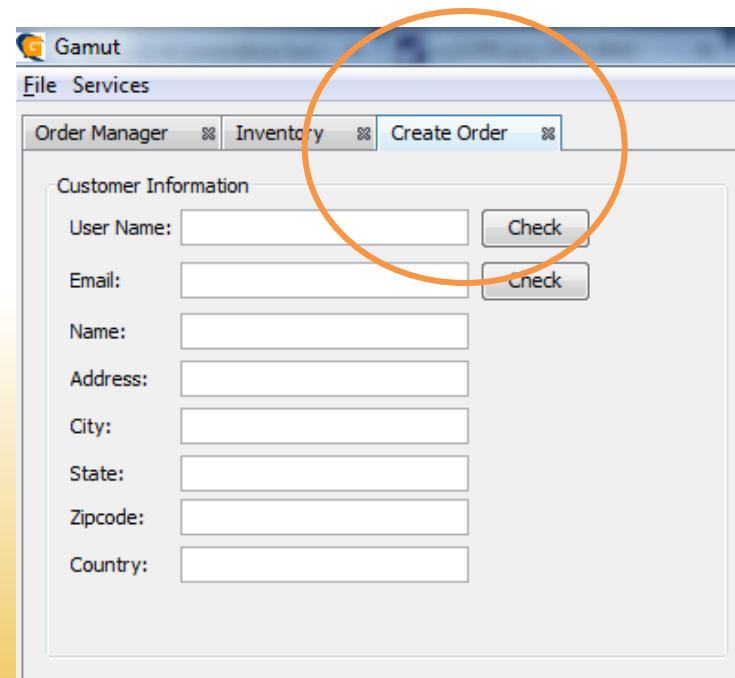 Gamut
File Services
Order Manager Inventory Create Order
Customer Information
User Name: Check
Email: Check
Name:
Address:
City:
State:
Zipcode:
Country: